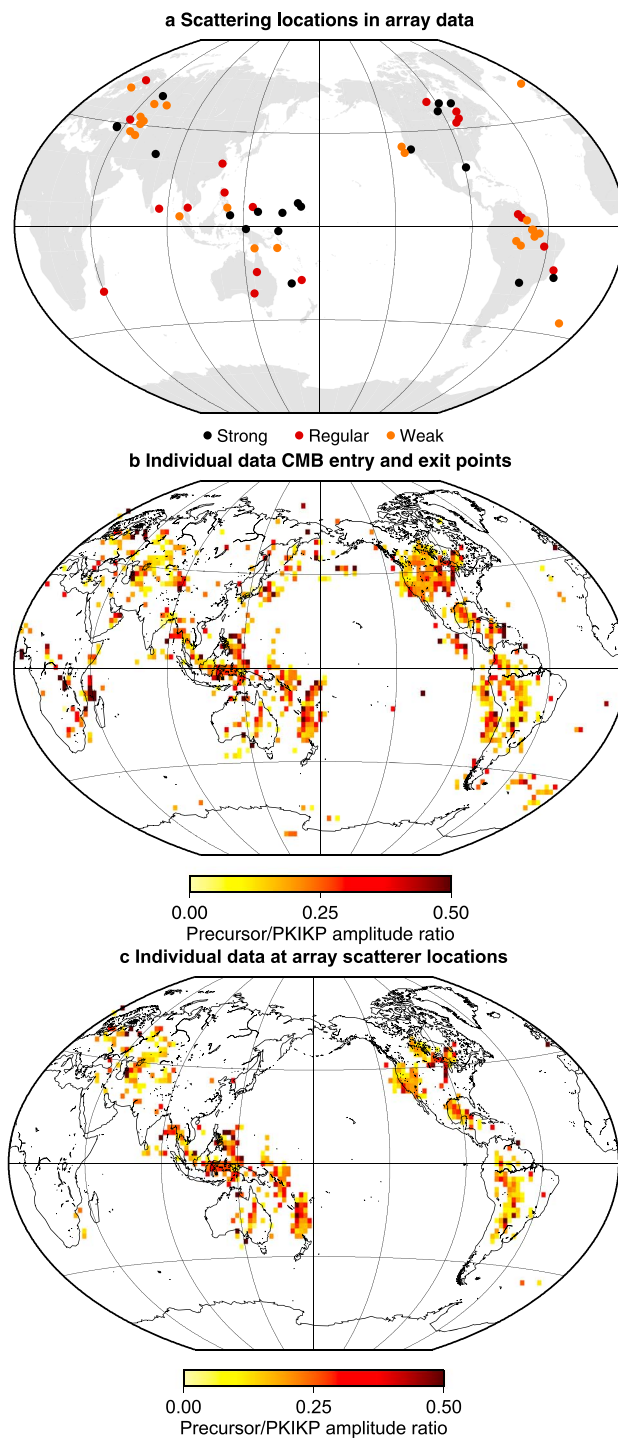 a Scattering locations in array data
Strong Regular Weak
b Individual data CMB entry and exit points
0.00 0.25 0.50
Precursor/PKIKP amplitude ratio
c Individual data at array scatterer locations
0.00 0.25 0.50
Precursor/PKIKP amplitude ratio